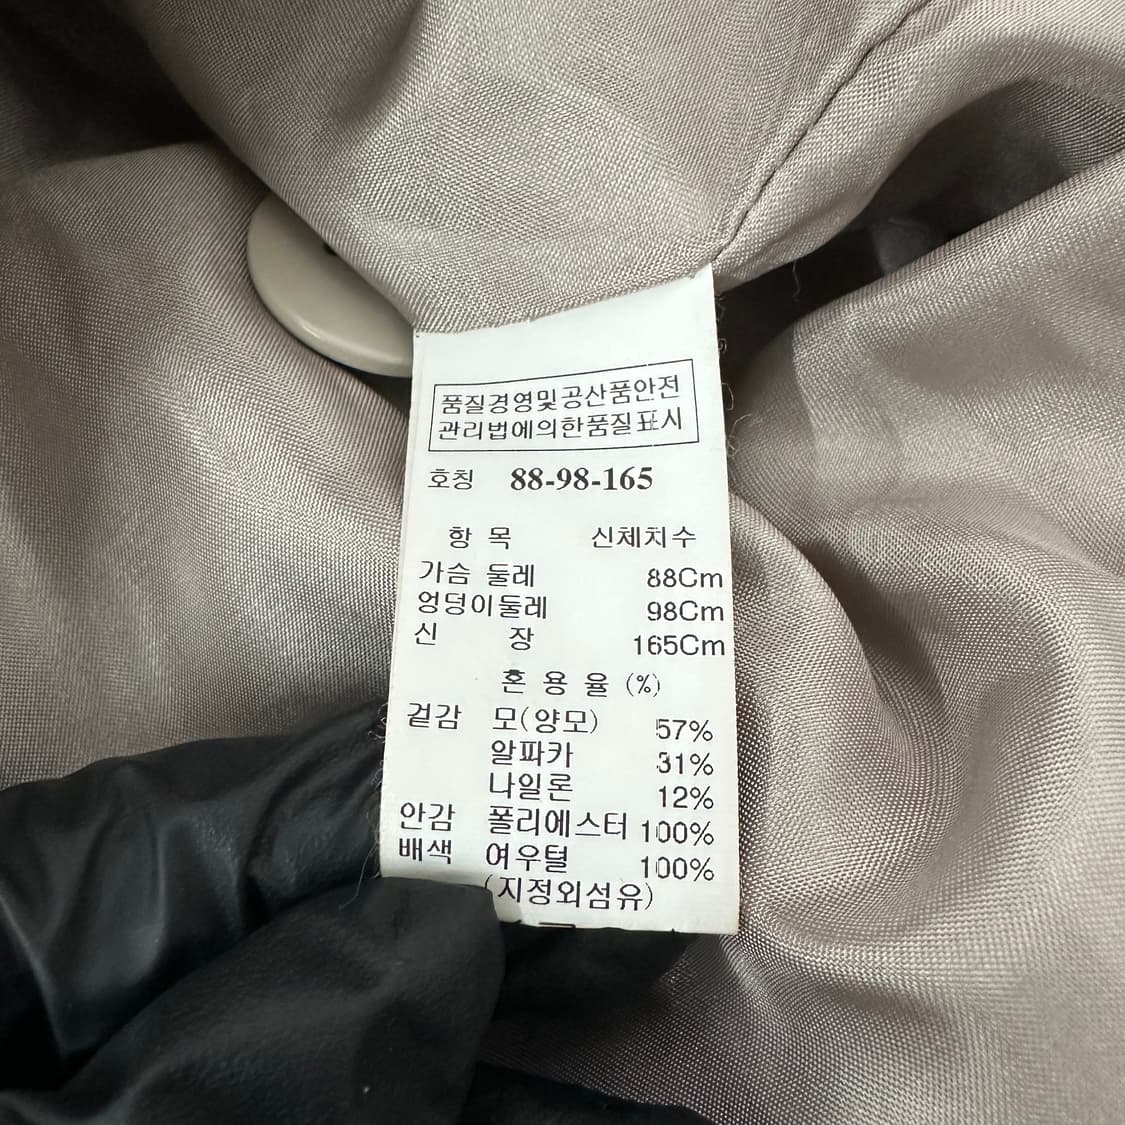 품질경영및공산품안전
관리법에의한품질표시
호칭 88-98-165
항 목 신체치수
가슴 둘레 88Cm
엉덩이둘레 98Cm
신 장 165Cm
혼 용 율 (%)
겉감 모(양모) 57%
알파카 31%
나일론 12%
안감 폴리에스터 100%
배색 여우털 100%
(지정외섬유)